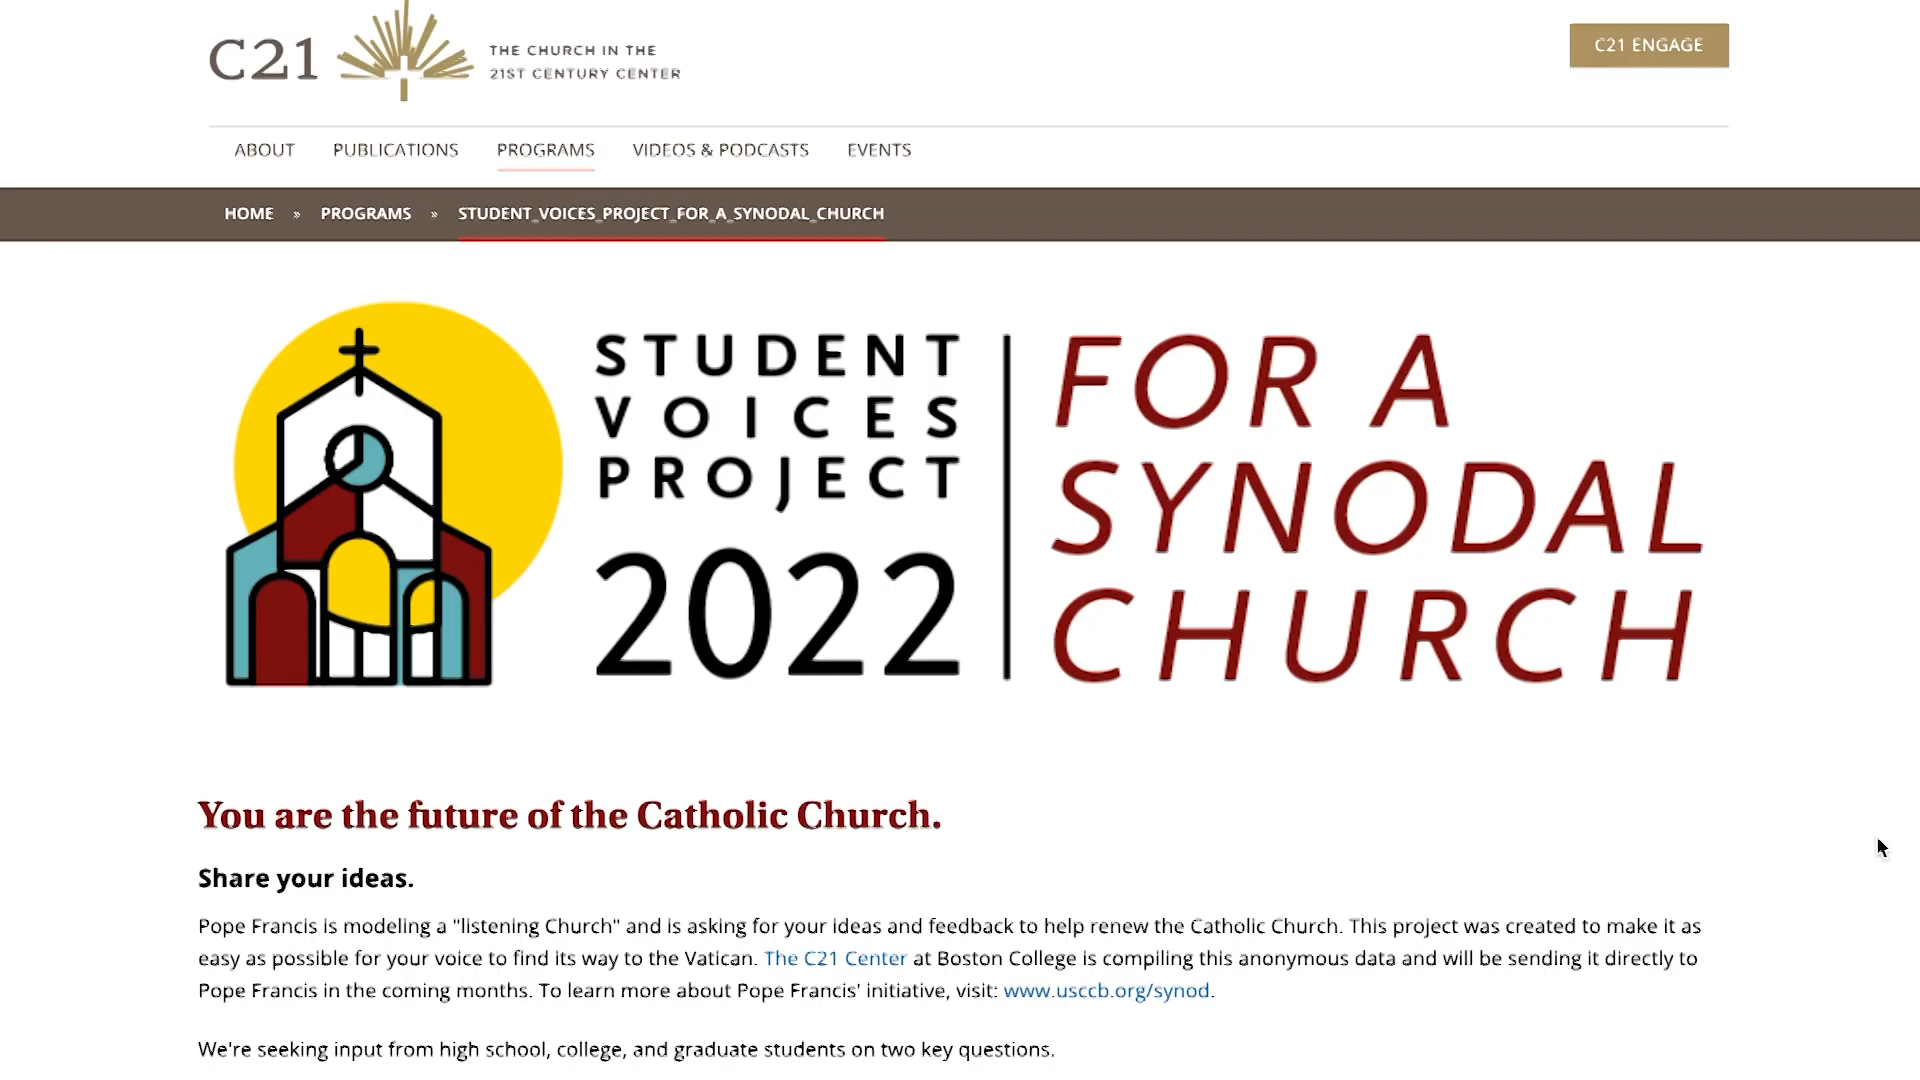 C21
THE CHURCH IN THE
21ST CENTURY CENTER
C21 ENGAGE
ABOUT PUBLICATIONS PROGRAMS VIDEOS & PODCASTS EVENTS
HOME » PROGRAMS » STUDENT_VOICES_PROJECT_FOR_A_SYNODAL_CHURCH
STUDENT
VOICES
PROJECT
2022
FOR A
SYNODAL
CHURCH
You are the future of the Catholic Church.
Share your ideas.
Pope Francis is modeling a "listening Church" and is asking for your ideas and feedback to help renew the Catholic Church. This project was created to make it as
easy as possible for your voice to find its way to the Vatican. The C21 Center at Boston College is compiling this anonymous data and will be sending it directly to
Pope Francis in the coming months. To learn more about Pope Francis' initiative, visit: www.usccb.org/synod.
We're seeking input from high school, college, and graduate students on two key questions.